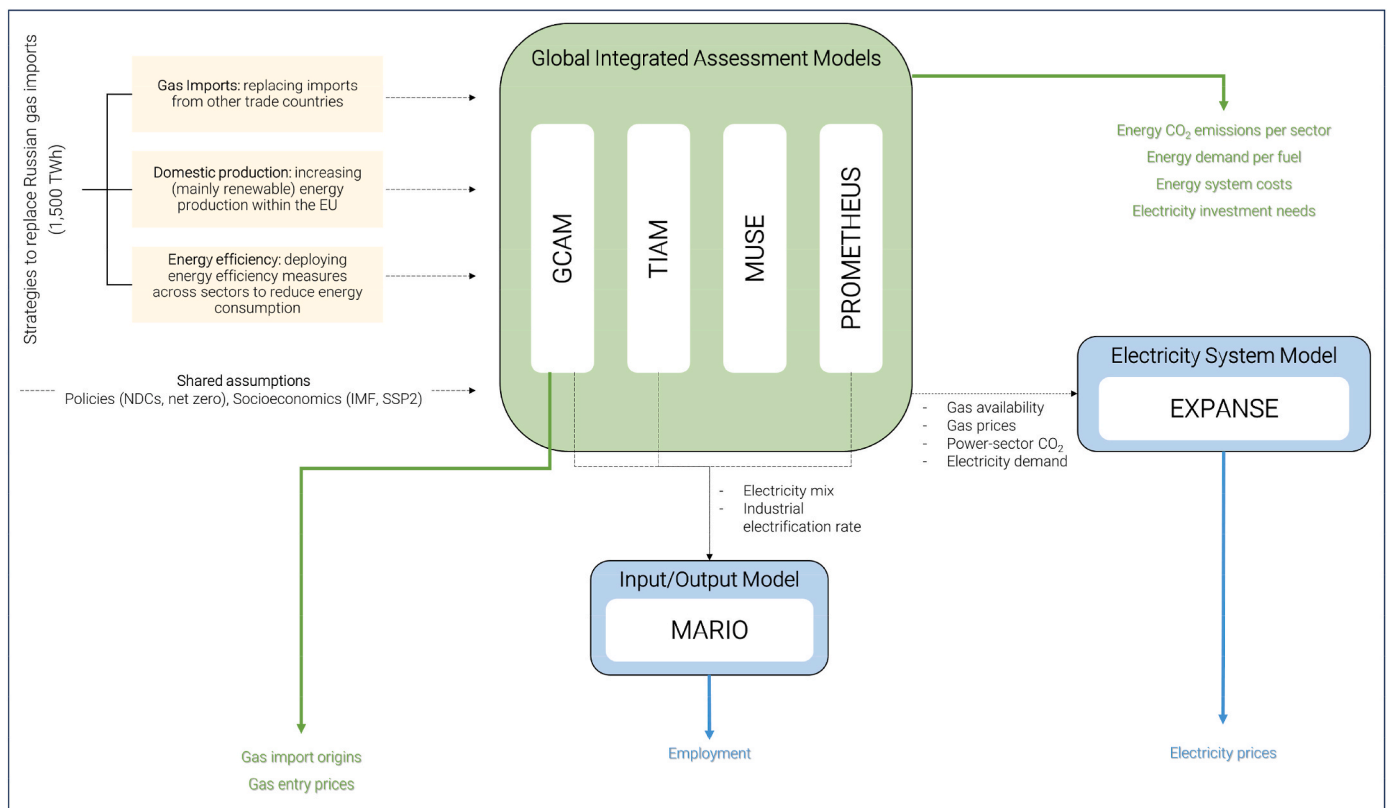 Strategies to replace Russian gas imports
(1,500 TWh)
Gas Imports: replacing imports
from other trade countries
Domestic production: increasing
(mainly renewable) energy
production within the EU
Energy efficiency: deploying
energy efficiency measures
across sectors to reduce energy
consumption
Shared assumptions
Policies (NDCs, net zero), Socioeconomics (IMF, SSP2)
Global Integrated Assessment Models
GCAM
TIAM
MUSE
PROMETHEUS
Energy CO₂ emissions per sector
Energy demand per fuel
Energy system costs
Electricity investment needs
- Gas availability
- Gas prices
- Power-sector CO₂
- Electricity demand
Electricity System Model
EXPANSE
- Electricity mix
- Industrial
electrification rate
Input/Output Model
MARIO
Gas import origins
Gas entry prices
Employment
Electricity prices